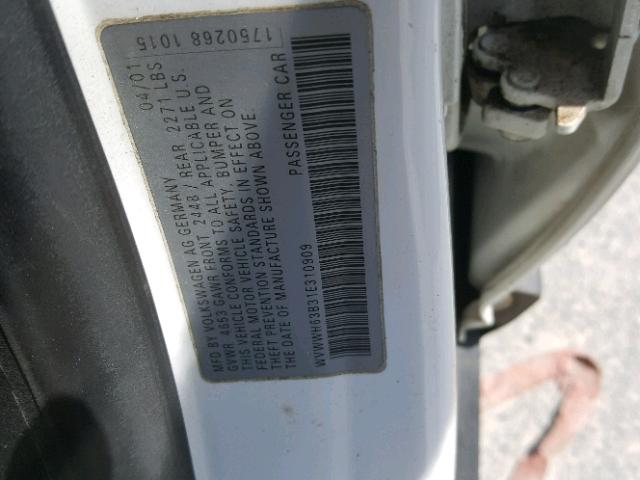 1750268 1015
MFD BY VOLKSWAGEN AG GERMANY 04/01
GVWR 4653 GAWR FRONT 2448 / REAR 2271 LBS
THIS VEHICLE CONFORMS TO ALL APPLICABLE U.S.
FEDERAL MOTOR VEHICLE SAFETY, BUMPER AND
THEFT PREVENTION STANDARDS IN EFFECT ON
THE DATE OF MANUFACTURE SHOWN ABOVE.
PASSENGER CAR
WVWWH63B31E310909